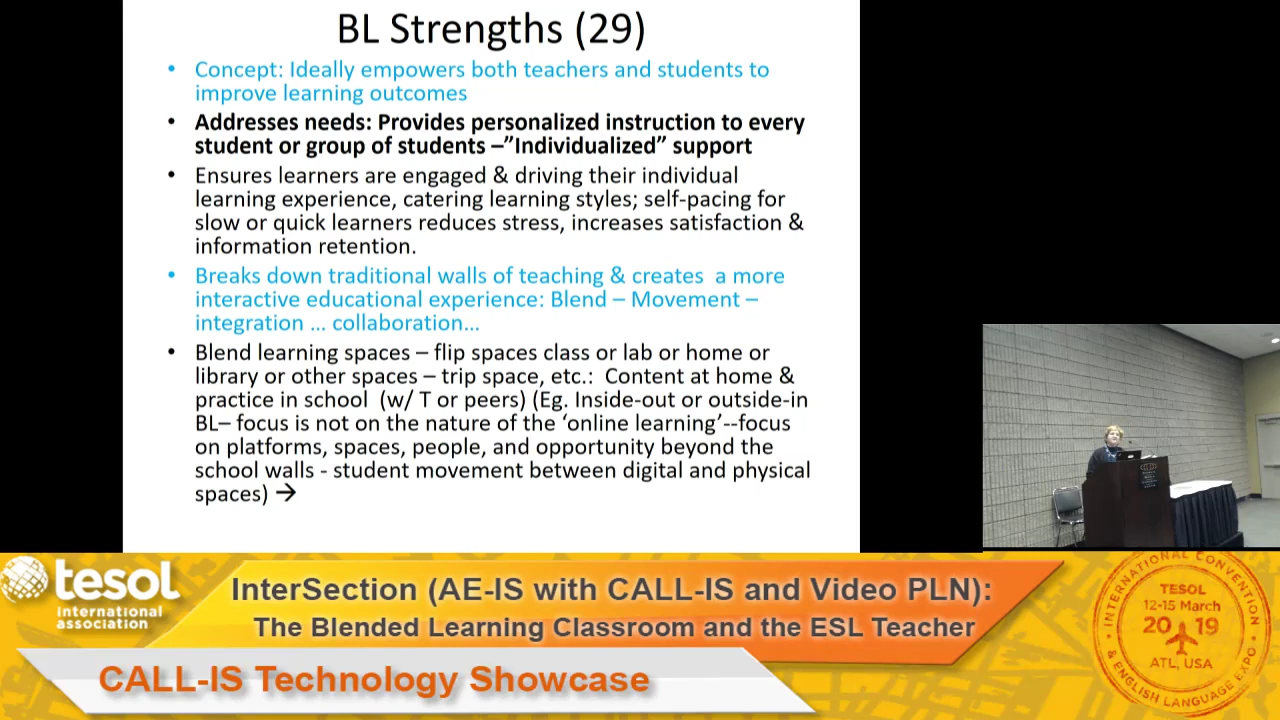 BL Strengths (29)
• Concept: Ideally empowers both teachers and students to
improve learning outcomes
• Addresses needs: Provides personalized instruction to every
student or group of students –”Individualized” support
• Ensures learners are engaged & driving their individual
learning experience, catering learning styles; self-pacing for
slow or quick learners reduces stress, increases satisfaction &
information retention.
• Breaks down traditional walls of teaching & creates a more
interactive educational experience: Blend – Movement –
integration … collaboration…
• Blend learning spaces – flip spaces class or lab or home or
library or other spaces – trip space, etc.: Content at home &
practice in school (w/ T or peers) (Eg. Inside-out or outside-in
BL– focus is not on the nature of the ‘online learning’--focus
on platforms, spaces, people, and opportunity beyond the
school walls - student movement between digital and physical
spaces) →
tesol
international
association
InterSection (AE-IS with CALL-IS and Video PLN):
The Blended Learning Classroom and the ESL Teacher
CALL-IS Technology Showcase
INTERNATIONAL CONVENTION
TESOL
12-15 March
20 19
ATL, USA
& ENGLISH LANGUAGE EXPO